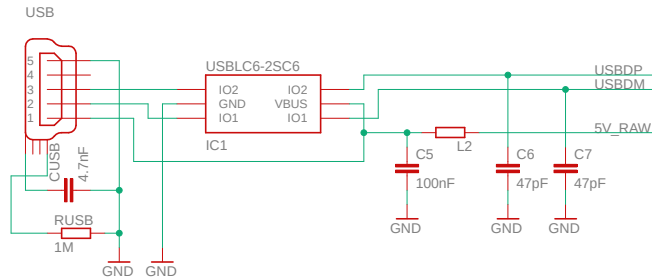 USB
5
4
3
2
1
USBLC6-2SC6
IO2
GND
IO1
IO2
VBUS
IO1
IC1
USBDP
USBDM
5V_RAW
L2
C5
100nF
C6
47pF
C7
47pF
GND
GND
GND
CUSB
4.7nF
RUSB
1M
GND
GND